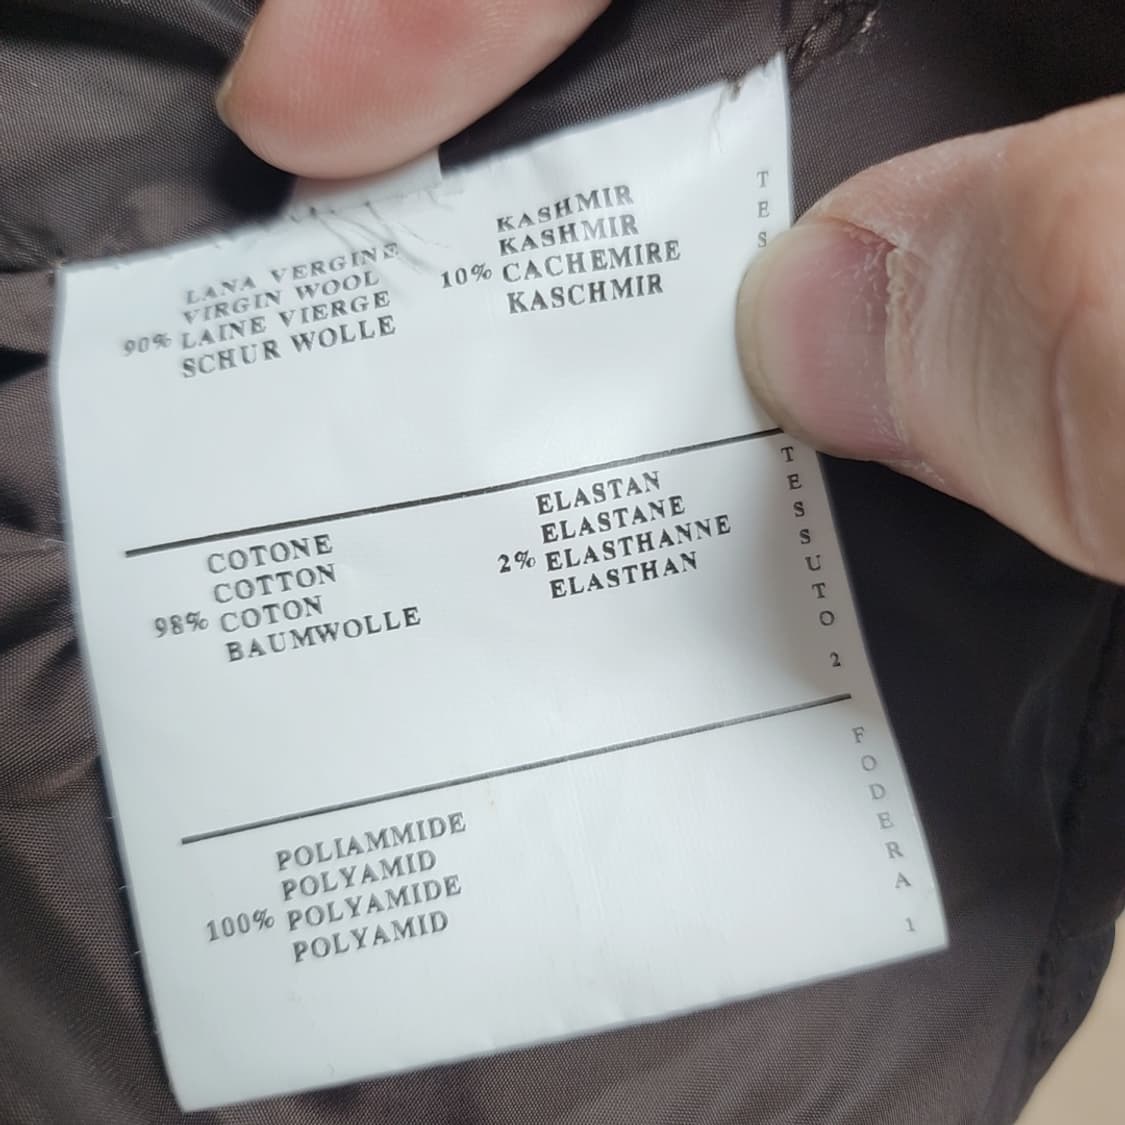 LANA VERGINE
VIRGIN WOOL
90% LAINE VIERGE
SCHUR WOLLE
KASHMIR
KASHMIR
10% CACHEMIRE
KASCHMIR
TES
COTONE
COTTON
98% COTON
BAUMWOLLE
ELASTAN
ELASTANE
2% ELASTHANNE
ELASTHAN
TESSUTO 2
POLIAMMIDE
POLYAMID
100% POLYAMIDE
POLYAMID
FODERA 1